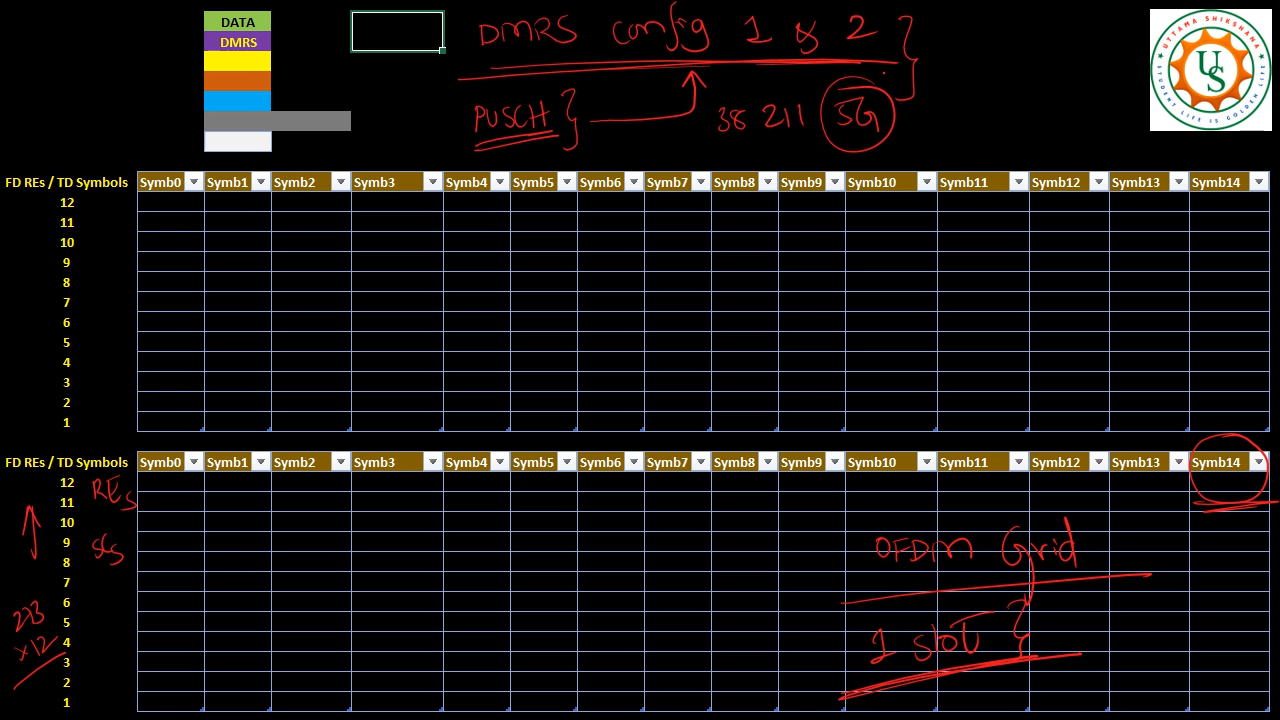 DATA
DMRS
DMRS config 1 & 2
PUSCH
38 211 5G
UTTAMA SHIKSHANA
US
STUDENT LIFE IS GOLDEN LIFE
FD REs / TD Symbols Symb0 Symb1 Symb2 Symb3 Symb4 Symb5 Symb6 Symb7 Symb8 Symb9 Symb10 Symb11 Symb12 Symb13 Symb14
12
11
10
9
8
7
6
5
4
3
2
1
FD REs / TD Symbols Symb0 Symb1 Symb2 Symb3 Symb4 Symb5 Symb6 Symb7 Symb8 Symb9 Symb10 Symb11 Symb12 Symb13 Symb14
12
REs
11
10
9
SCs
8
7
6
5
4
3
2
1
273
x12
OFDM Grid
1 slot